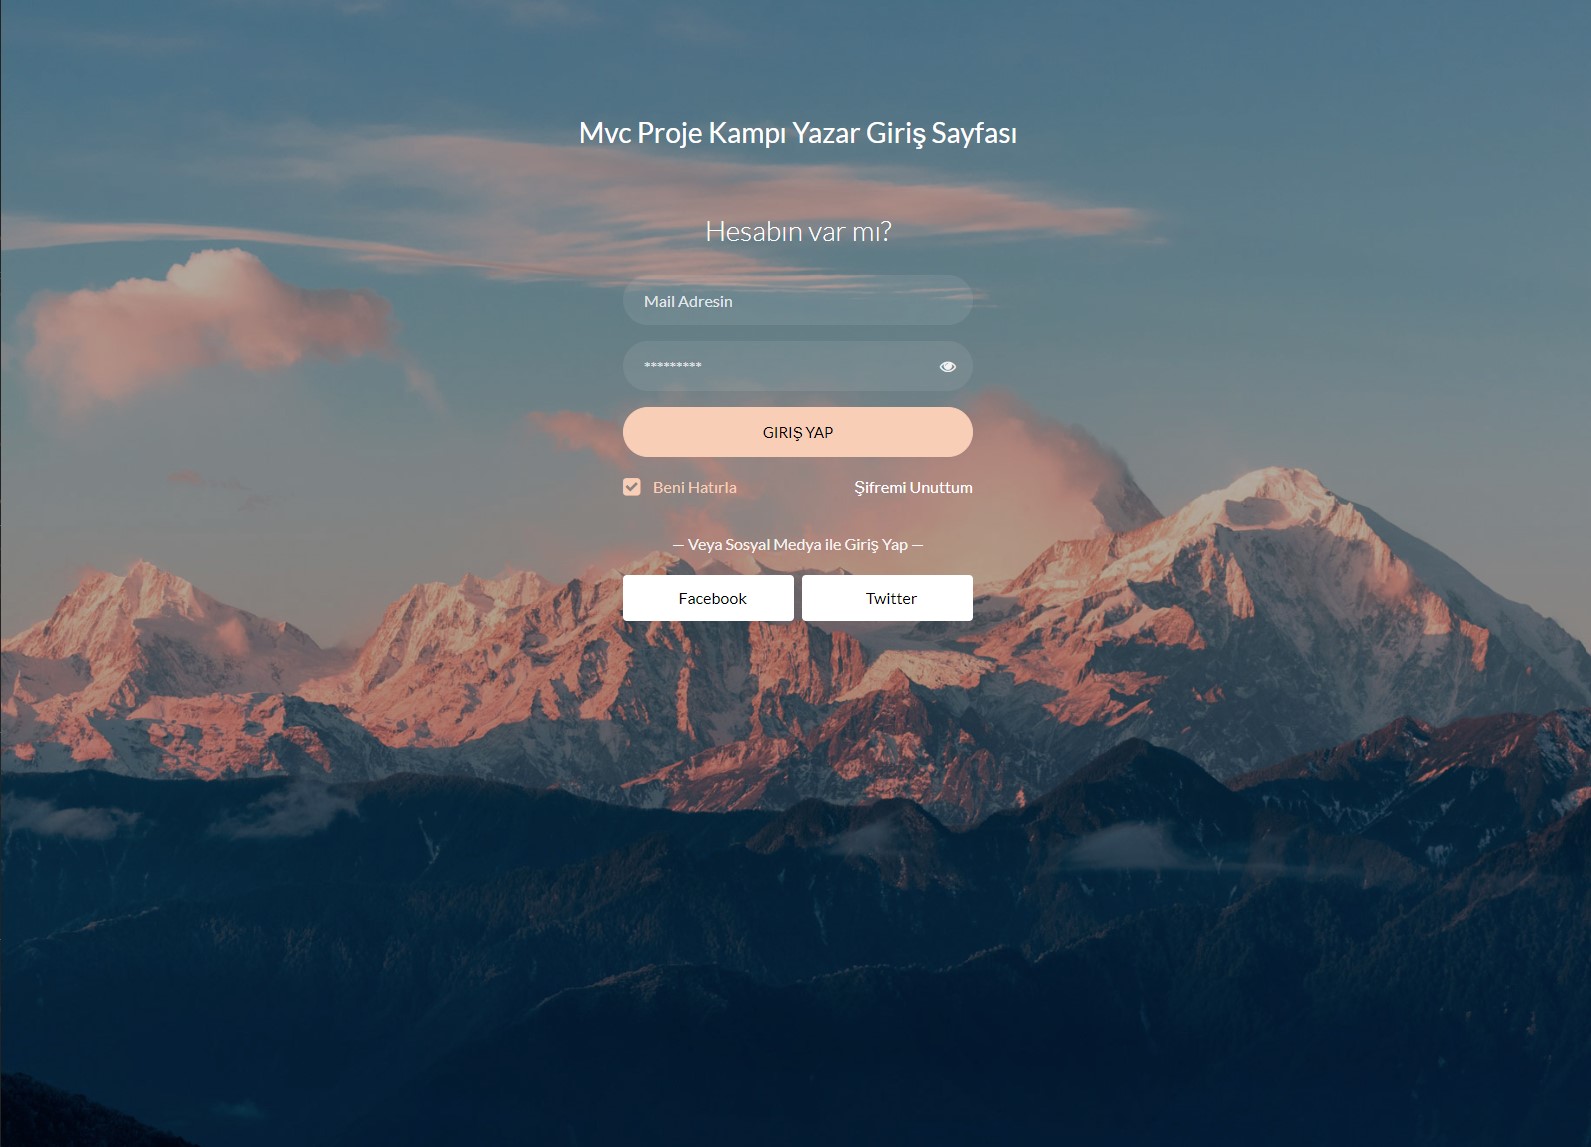 Mvc Proje Kampı Yazar Giriş Sayfası
Hesabın var mı?
Mail Adresin
*********
GIRIŞ YAP
Beni Hatırla
Şifremi Unuttum
— Veya Sosyal Medya ile Giriş Yap —
Facebook
Twitter